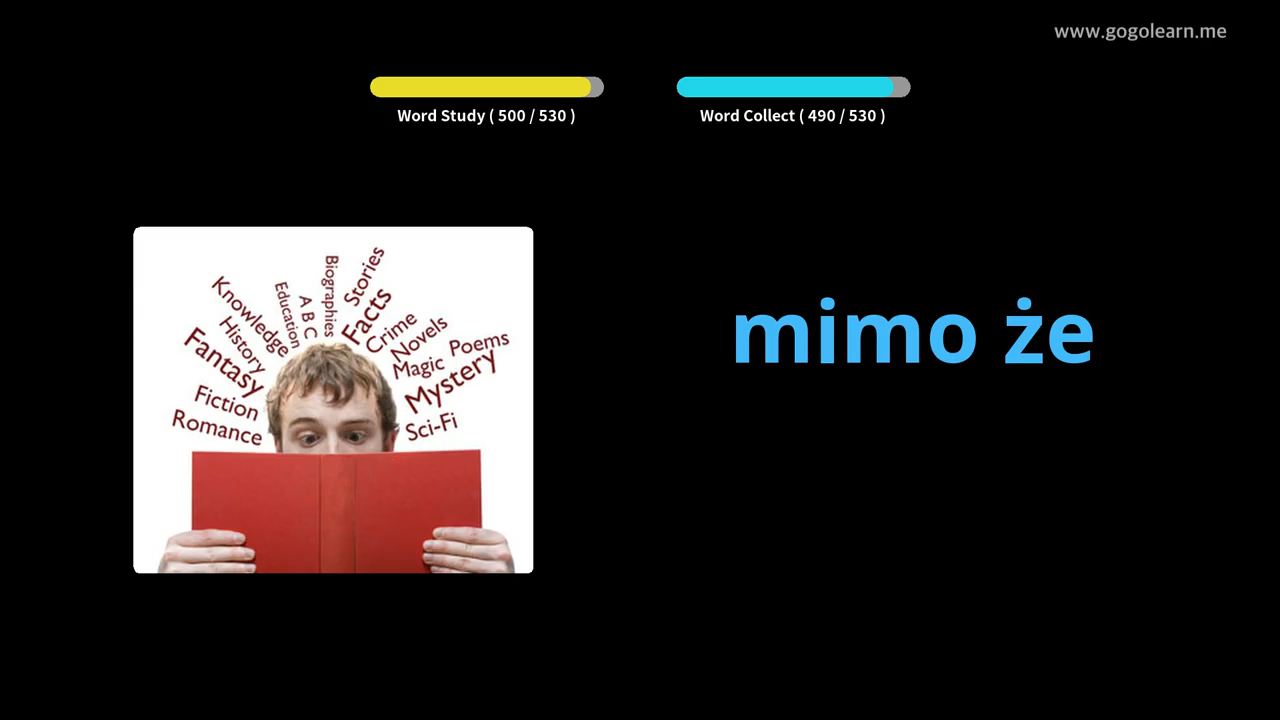 www.gogolearn.me
Word Study ( 500 / 530 )
Word Collect ( 490 / 530 )
Biographies
Stories
Knowledge
Education
A B C
Facts
History
Crime
Novels
Fantasy
Magic
Poems
Mystery
Fiction
Romance
Sci-Fi
mimo że